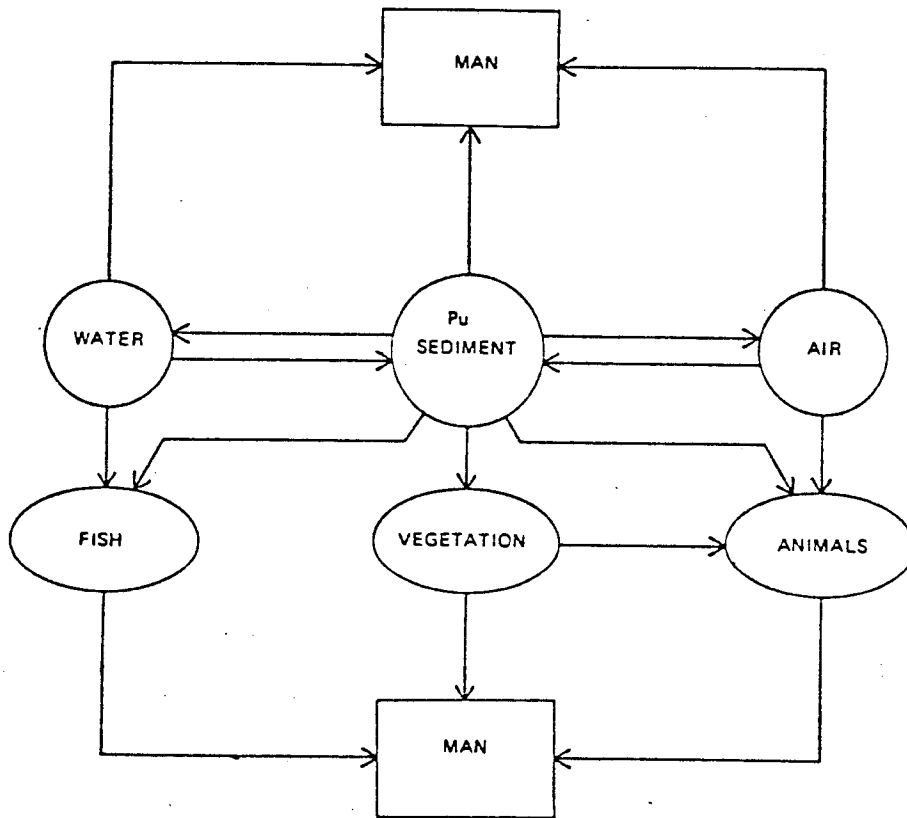 MAN
WATER
Pu
SEDIMENT
AIR
FISH
VEGETATION
ANIMALS
MAN